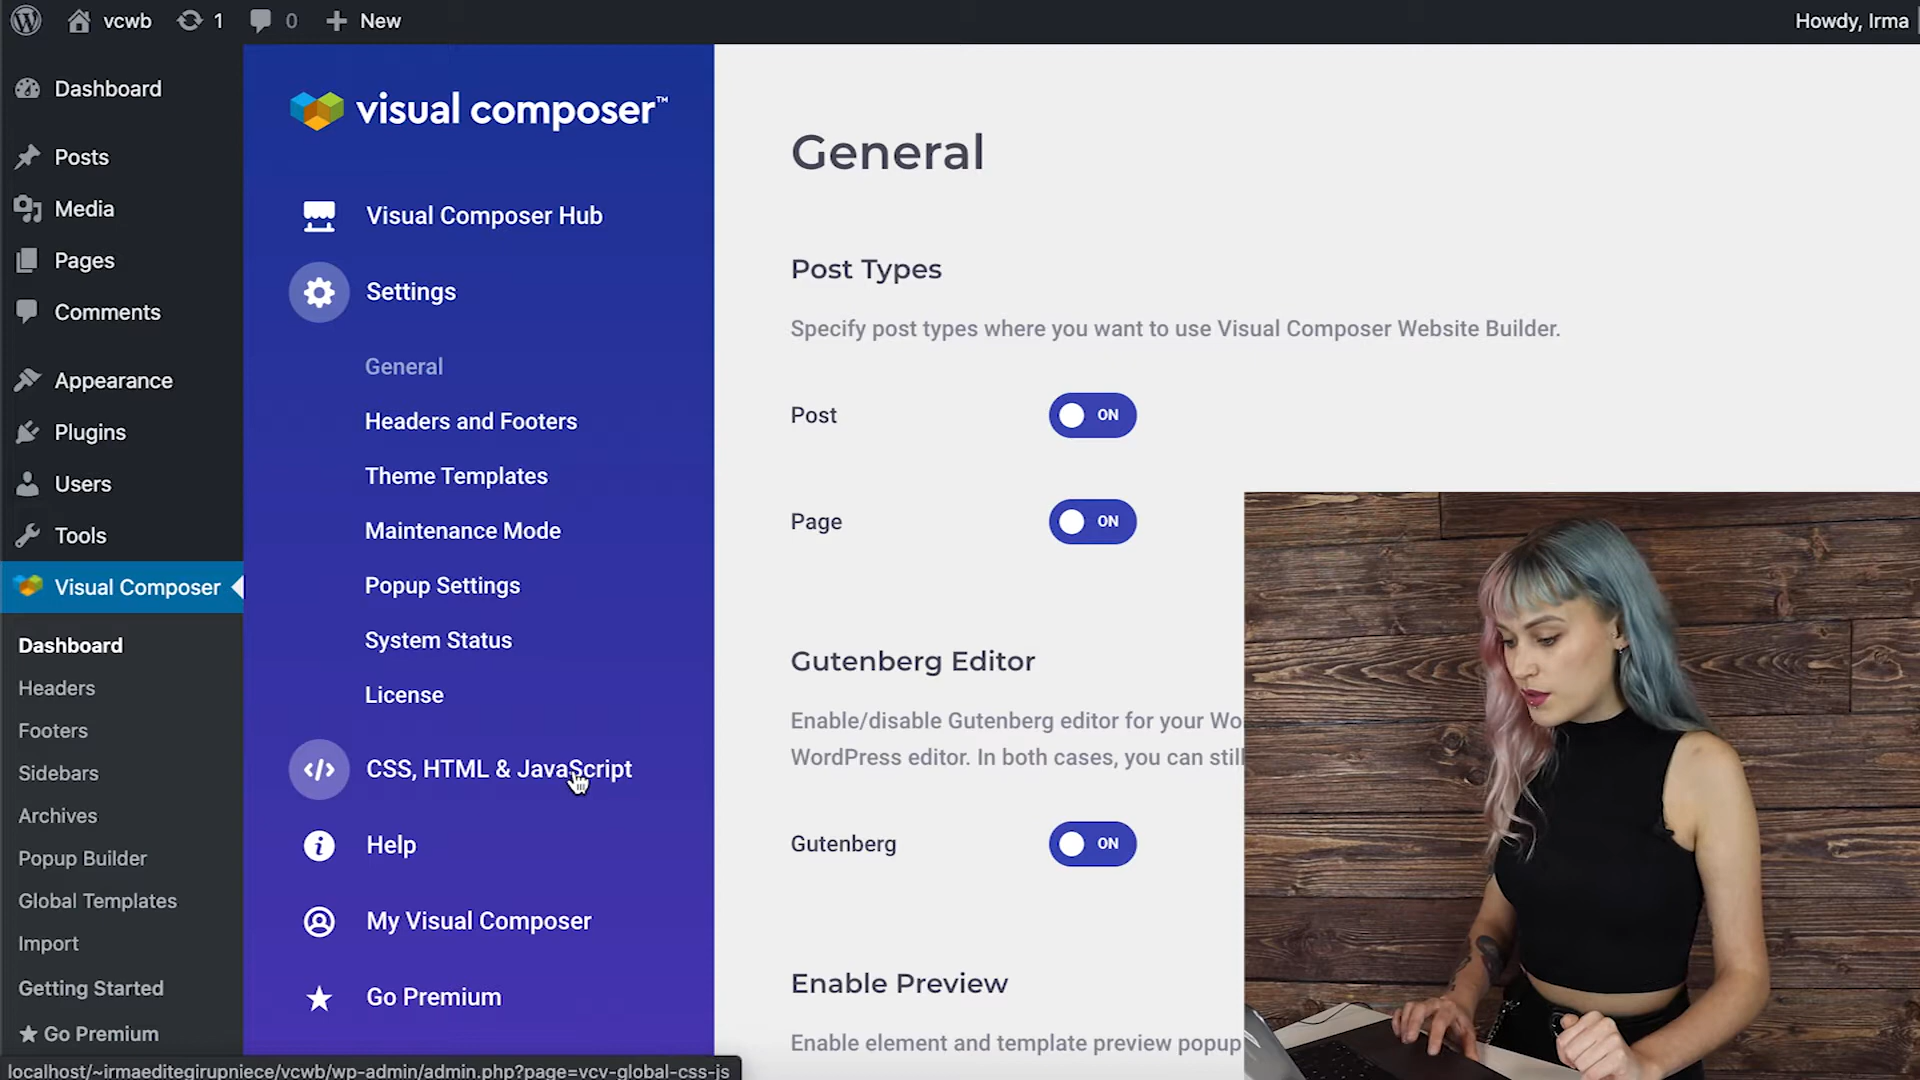 vcwb
1
0
New
Howdy, Irma
Dashboard
Posts
Media
Pages
Comments
Appearance
Plugins
Users
Tools
Visual Composer
Dashboard
Headers
Footers
Sidebars
Archives
Popup Builder
Global Templates
Import
Getting Started
Go Premium
visual composer™
Visual Composer Hub
Settings
General
Headers and Footers
Theme Templates
Maintenance Mode
Popup Settings
System Status
License
CSS, HTML & JavaScript
Help
My Visual Composer
Go Premium
General
Post Types
Specify post types where you want to use Visual Composer Website Builder.
Post
ON
Page
ON
Gutenberg Editor
Enable/disable Gutenberg editor for your Wo
WordPress editor. In both cases, you can still
Gutenberg
ON
Enable Preview
Enable element and template preview popup
localhost/~irmaeditegirupniece/vcwb/wp-admin/admin.php?page=vcv-global-css-js